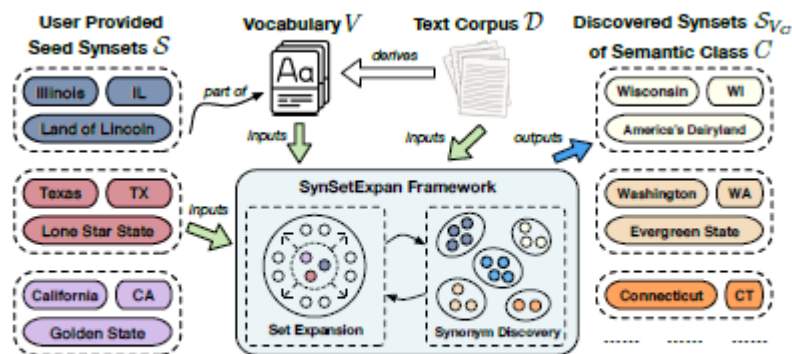 User Provided
Seed Synsets S
Vocabulary V
Text Corpus D
Discovered Synsets S_{V_C}
of Semantic Class C
Illinois
IL
Land of Lincoln
part of
Aa
derives
Inputs
Inputs
outputs
Wisconsin
WI
America's Dairyland
Texas
TX
Lone Star State
Inputs
SynSetExpan Framework
Set Expansion
Synonym Discovery
Washington
WA
Evergreen State
California
CA
Golden State
Connecticut
CT
...... ...... ......